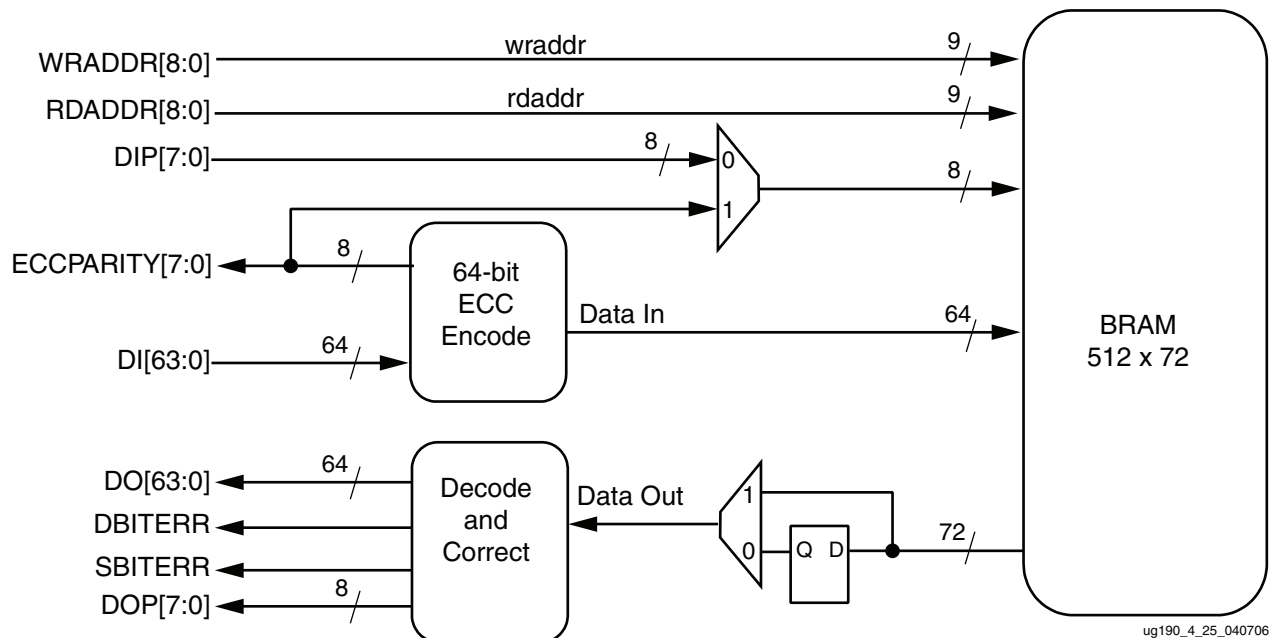 wraddr
9
WRADDR[8:0]
rdaddr
9
RDADDR[8:0]
DIP[7:0]
8
0
8
1
ECCPARITY[7:0]
8
64-bit
ECC
Encode
Data In
64
DI[63:0]
64
BRAM
512 x 72
DO[63:0]
64
DBITERR
SBITERR
DOP[7:0]
8
Decode
and
Correct
Data Out
1
0
Q D
72
ug190_4_25_040706